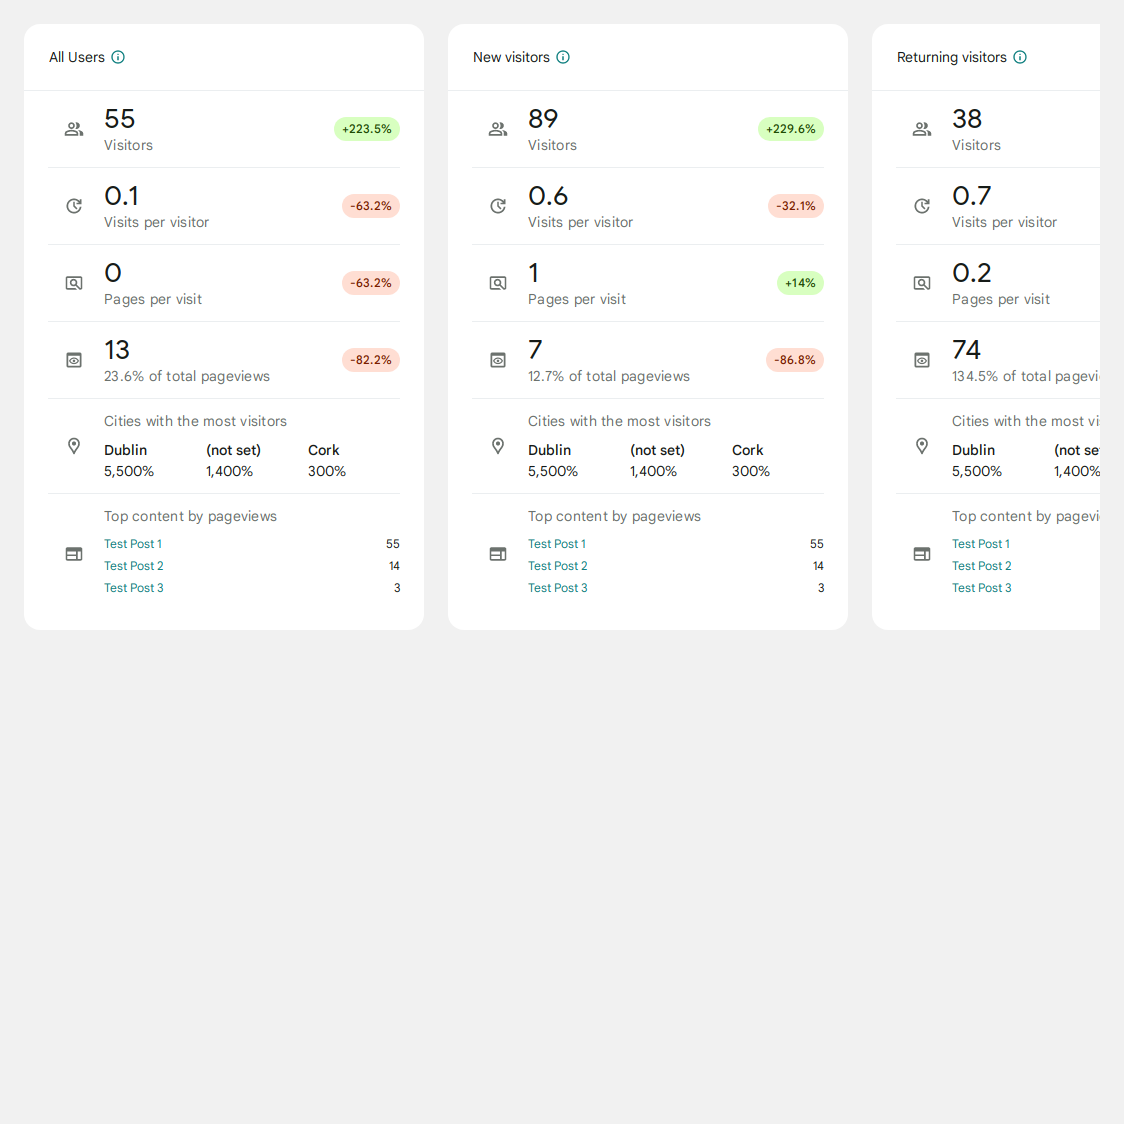 All Users
55
Visitors
+223.5%
0.1
Visits per visitor
-63.2%
0
Pages per visit
-63.2%
13
23.6% of total pageviews
-82.2%
Cities with the most visitors
Dublin (not set) Cork
5,500% 1,400% 300%
Top content by pageviews
Test Post 1 55
Test Post 2 14
Test Post 3 3
New visitors
89
Visitors
+229.6%
0.6
Visits per visitor
-32.1%
1
Pages per visit
+14%
7
12.7% of total pageviews
-86.8%
Cities with the most visitors
Dublin (not set) Cork
5,500% 1,400% 300%
Top content by pageviews
Test Post 1 55
Test Post 2 14
Test Post 3 3
Returning visitors
38
Visitors
0.7
Visits per visitor
0.2
Pages per visit
74
134.5% of total pagevi
Cities with the most vi
Dublin (not se
5,500% 1,400%
Top content by pagevi
Test Post 1
Test Post 2
Test Post 3